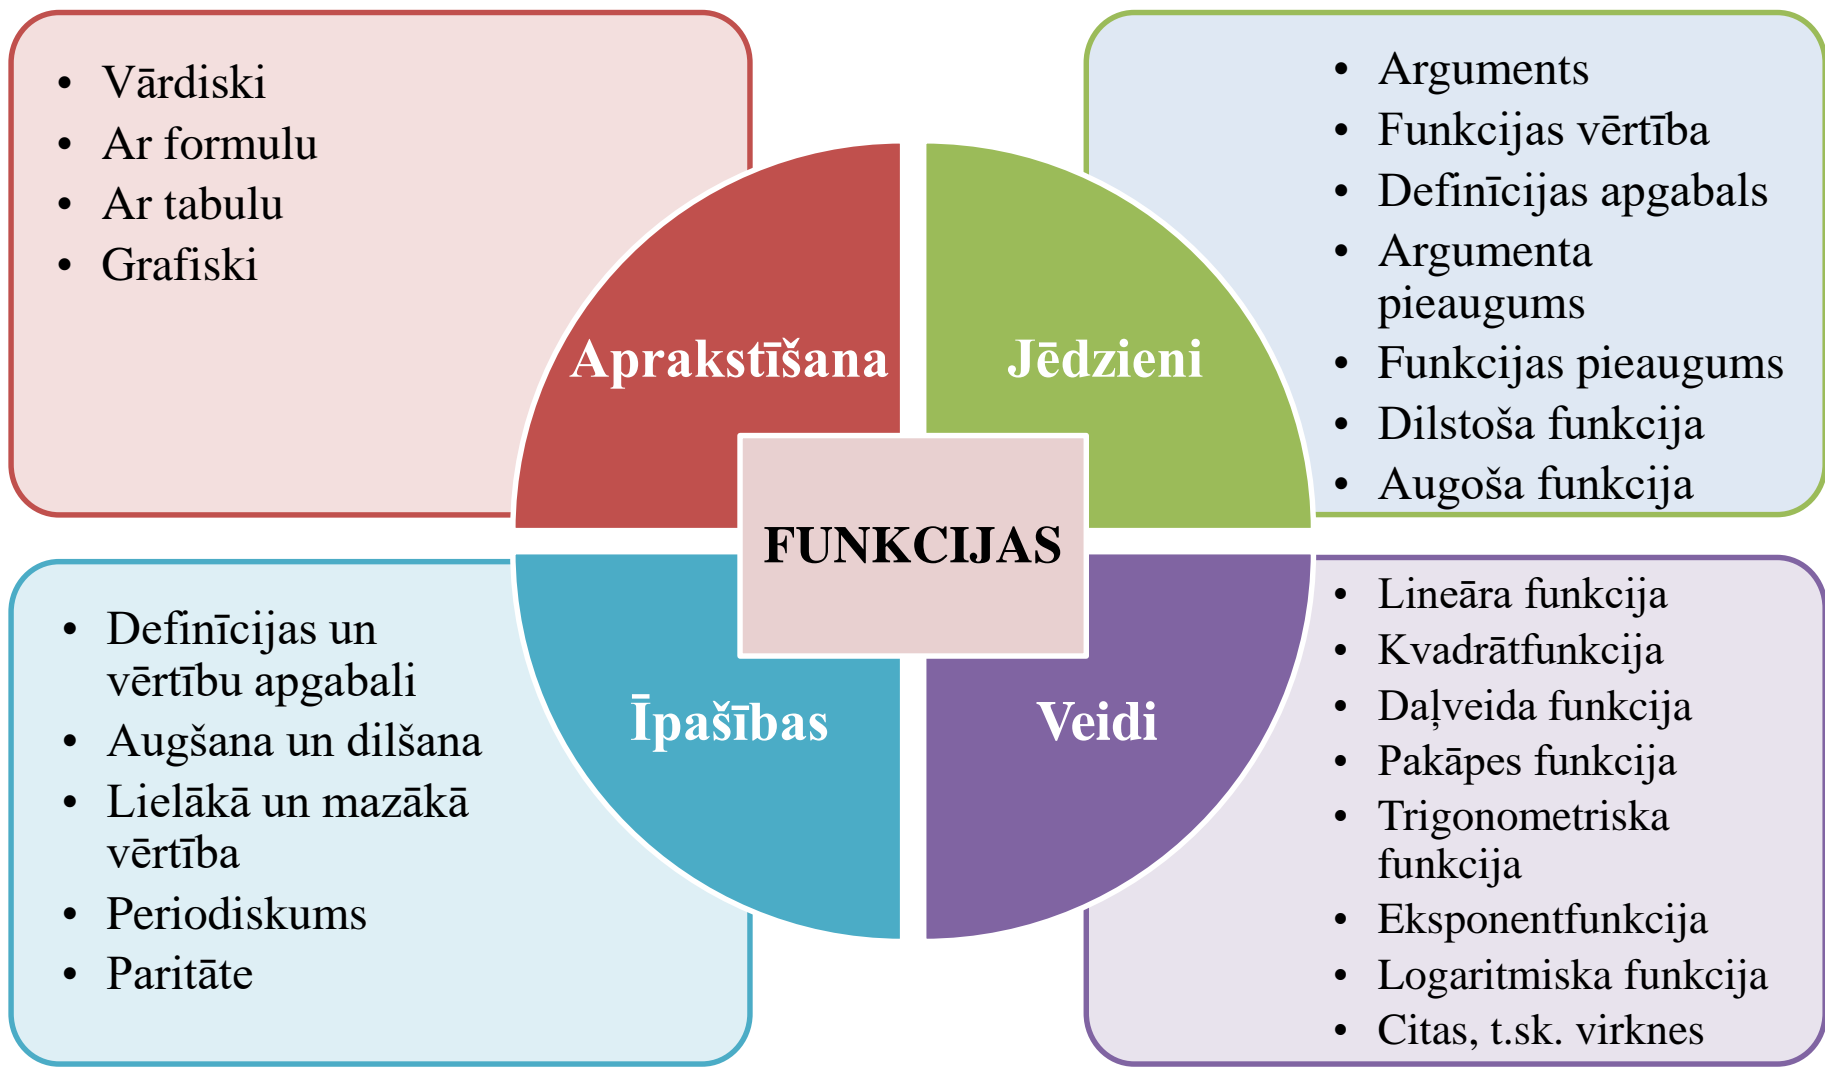 • Vārdiski
• Ar formulu
• Ar tabulu
• Grafiski
Aprakstīšana
• Arguments
• Funkcijas vērtība
• Definīcijas apgabals
• Argumenta
pieaugums
• Funkcijas pieaugums
• Dilstoša funkcija
• Augoša funkcija
Jēdzieni
FUNKCIJAS
• Definīcijas un
vērtību apgabali
• Augšana un dilšana
• Lielākā un mazākā
vērtība
• Periodiskums
• Paritāte
Īpašības
Veidi
• Lineāra funkcija
• Kvadrātfunkcija
• Daļveida funkcija
• Pakāpes funkcija
• Trigonometriska
funkcija
• Eksponentfunkcija
• Logaritmiska funkcija
• Citas, t.sk. virknes